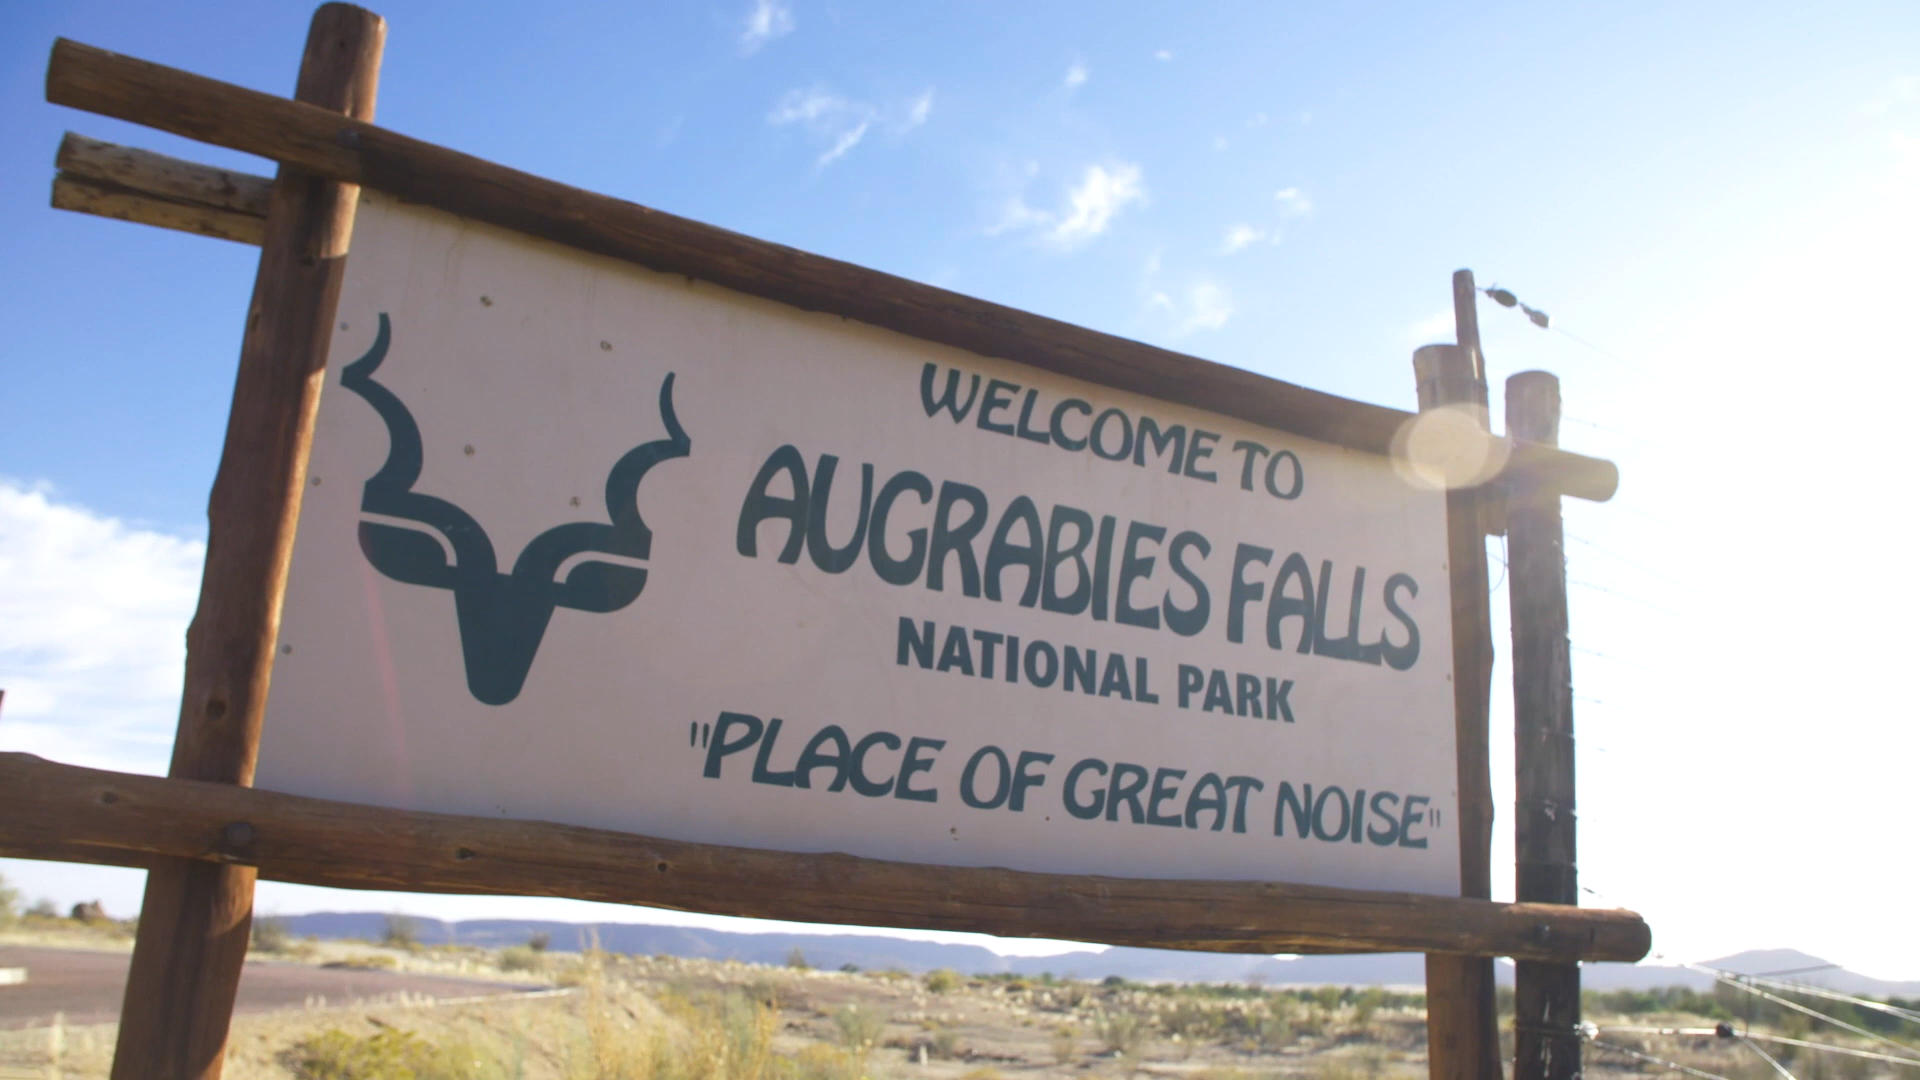 WELCOME TO
AUGRABIES FALLS
NATIONAL PARK
"PLACE OF GREAT NOISE"